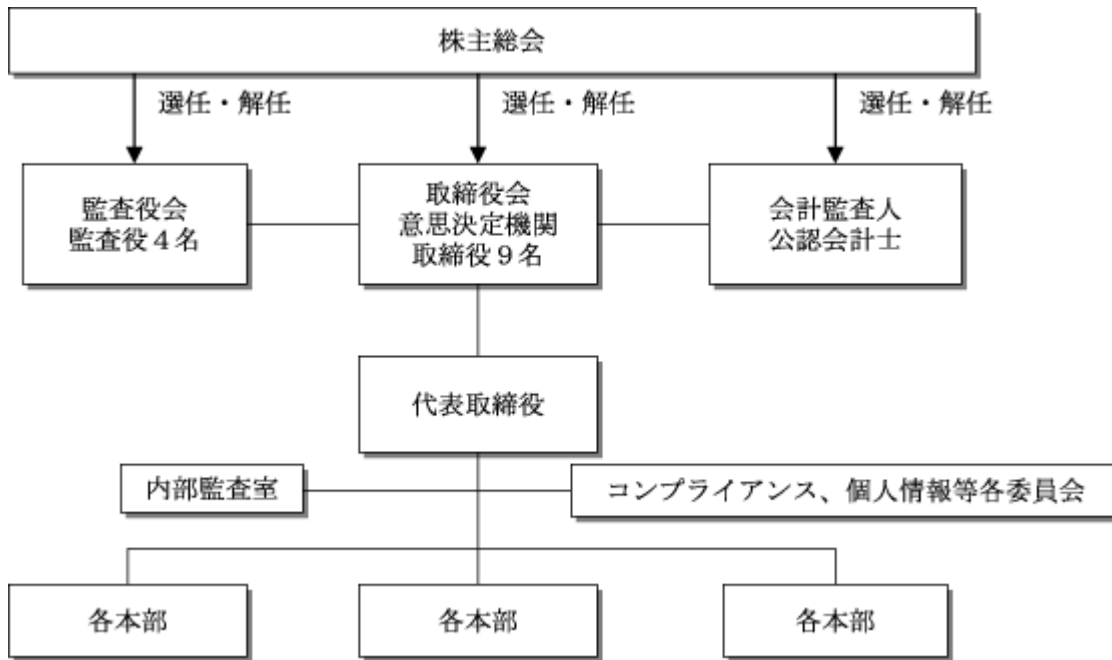 株主総会
選任・解任
選任・解任
選任・解任
監査役会
監査役４名
取締役会
意思決定機関
取締役９名
会計監査人
公認会計士
代表取締役
内部監査室
コンプライアンス、個人情報等各委員会
各本部
各本部
各本部